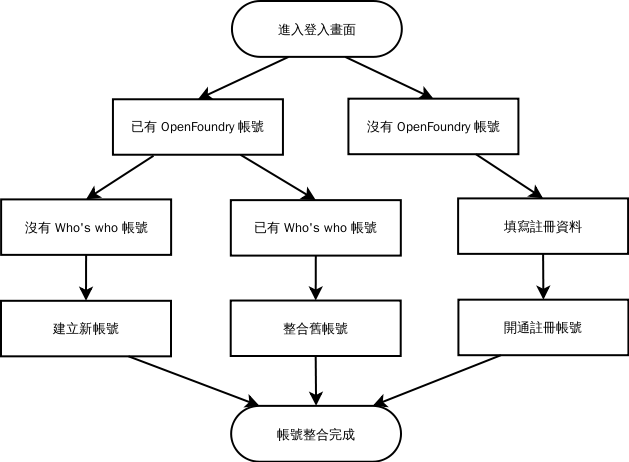 進入登入畫面
已有 OpenFoundry 帳號
沒有 OpenFoundry 帳號
沒有 Who's who 帳號
已有 Who's who 帳號
填寫註冊資料
建立新帳號
整合舊帳號
開通註冊帳號
帳號整合完成